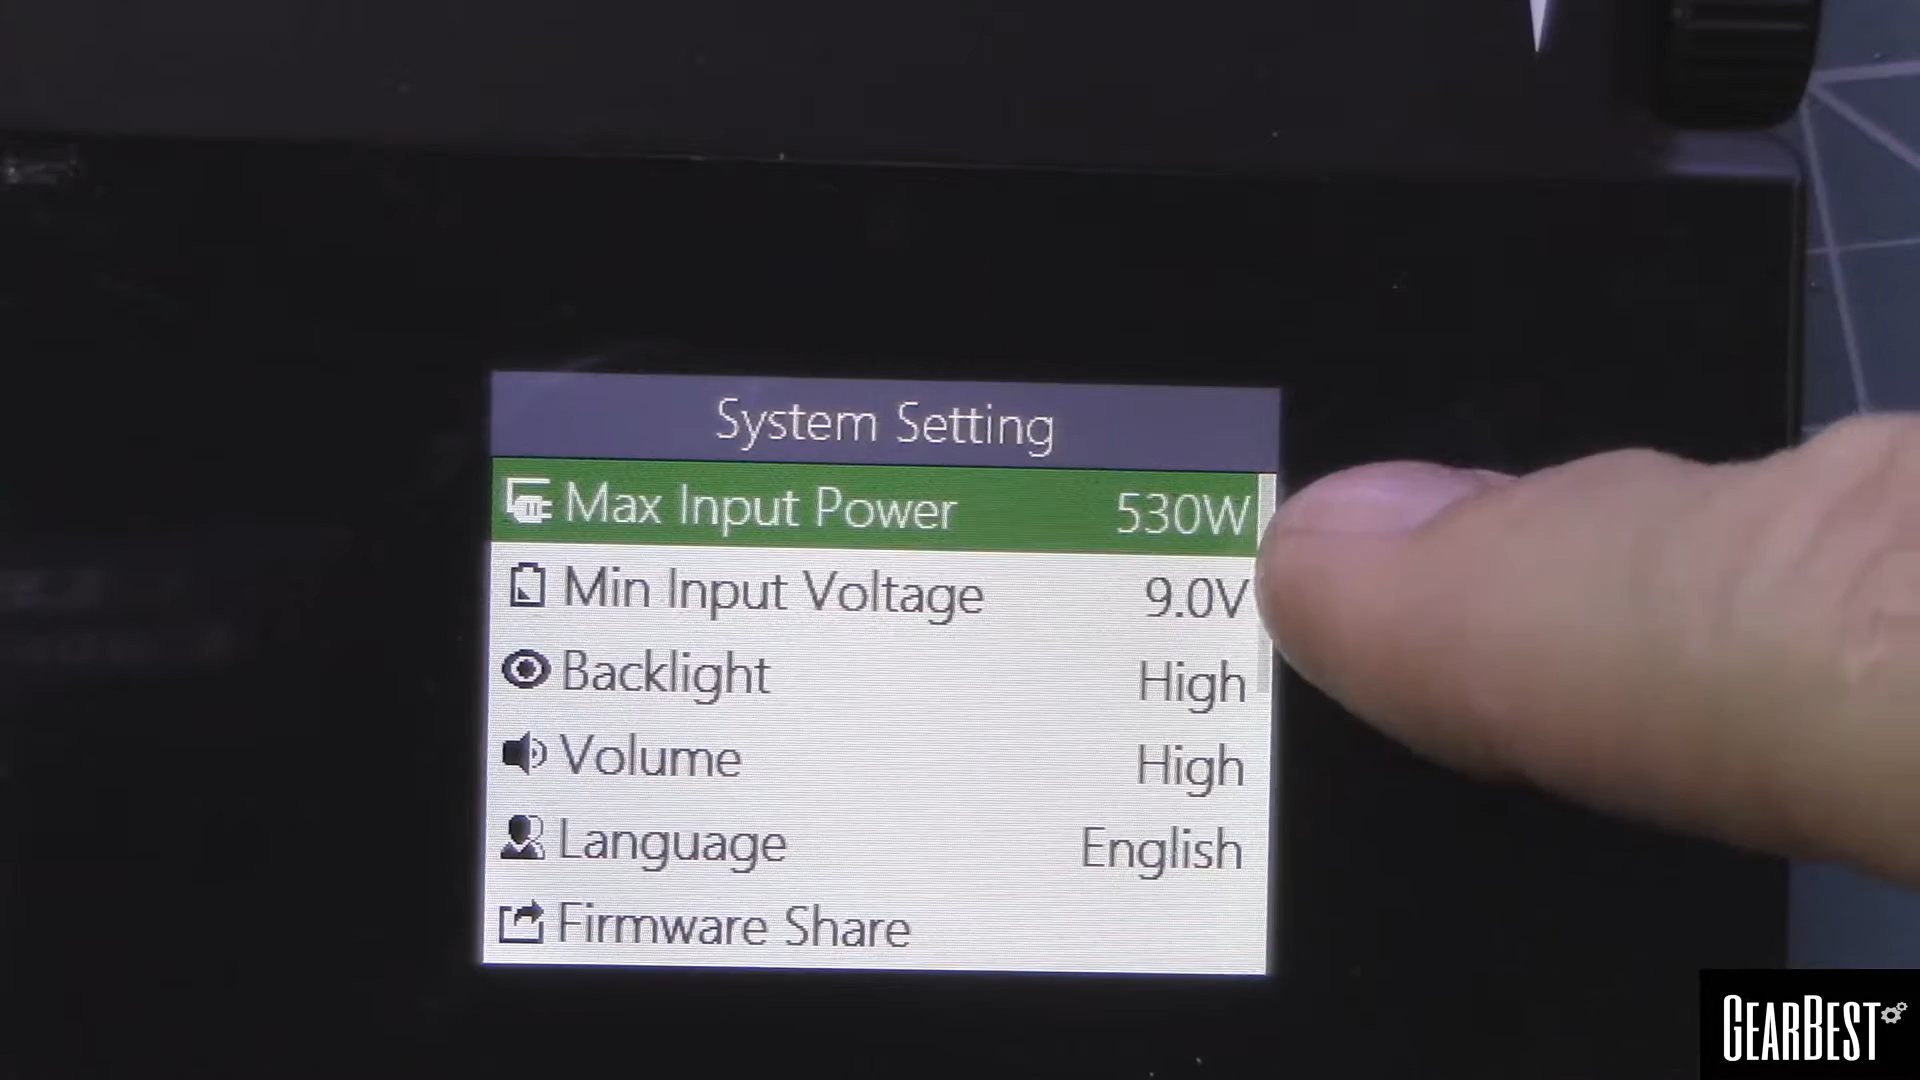 System Setting
Max Input Power 530W
Min Input Voltage 9.0V
Backlight High
Volume High
Language English
Firmware Share
GEARBEST